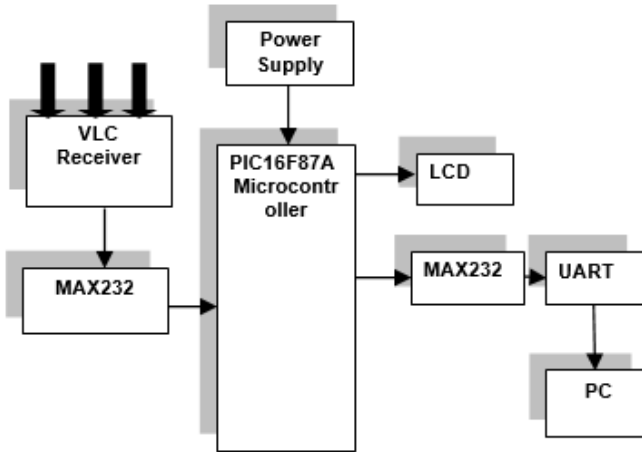 Power
Supply
VLC
Receiver
PIC16F87A
Microcontr
oller
LCD
MAX232
MAX232
UART
PC